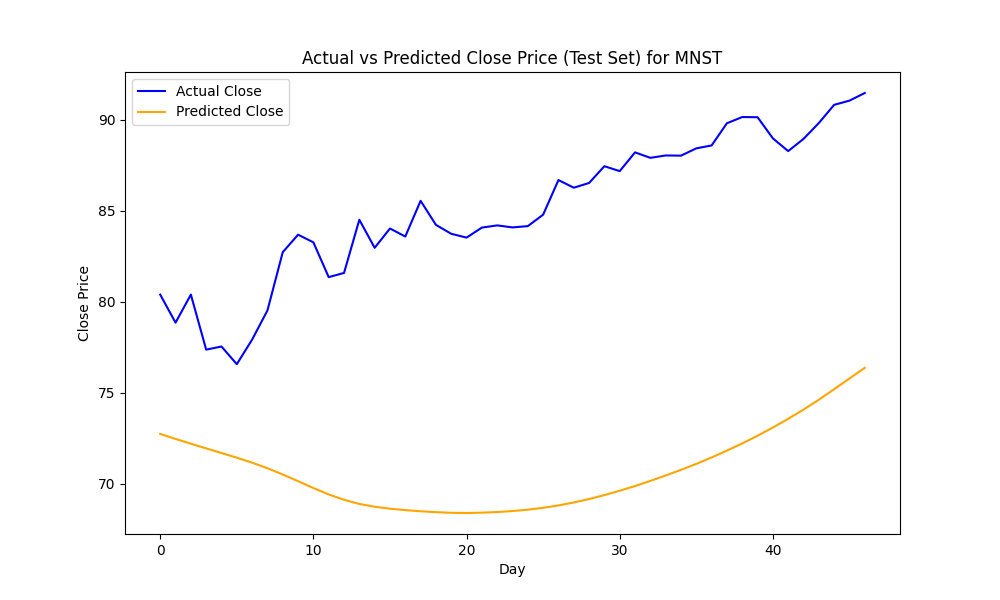 Actual vs Predicted Close Price (Test Set) for MNST
Actual Close
Predicted Close
Close Price
90
85
80
75
70
0 10 20 30 40
Day